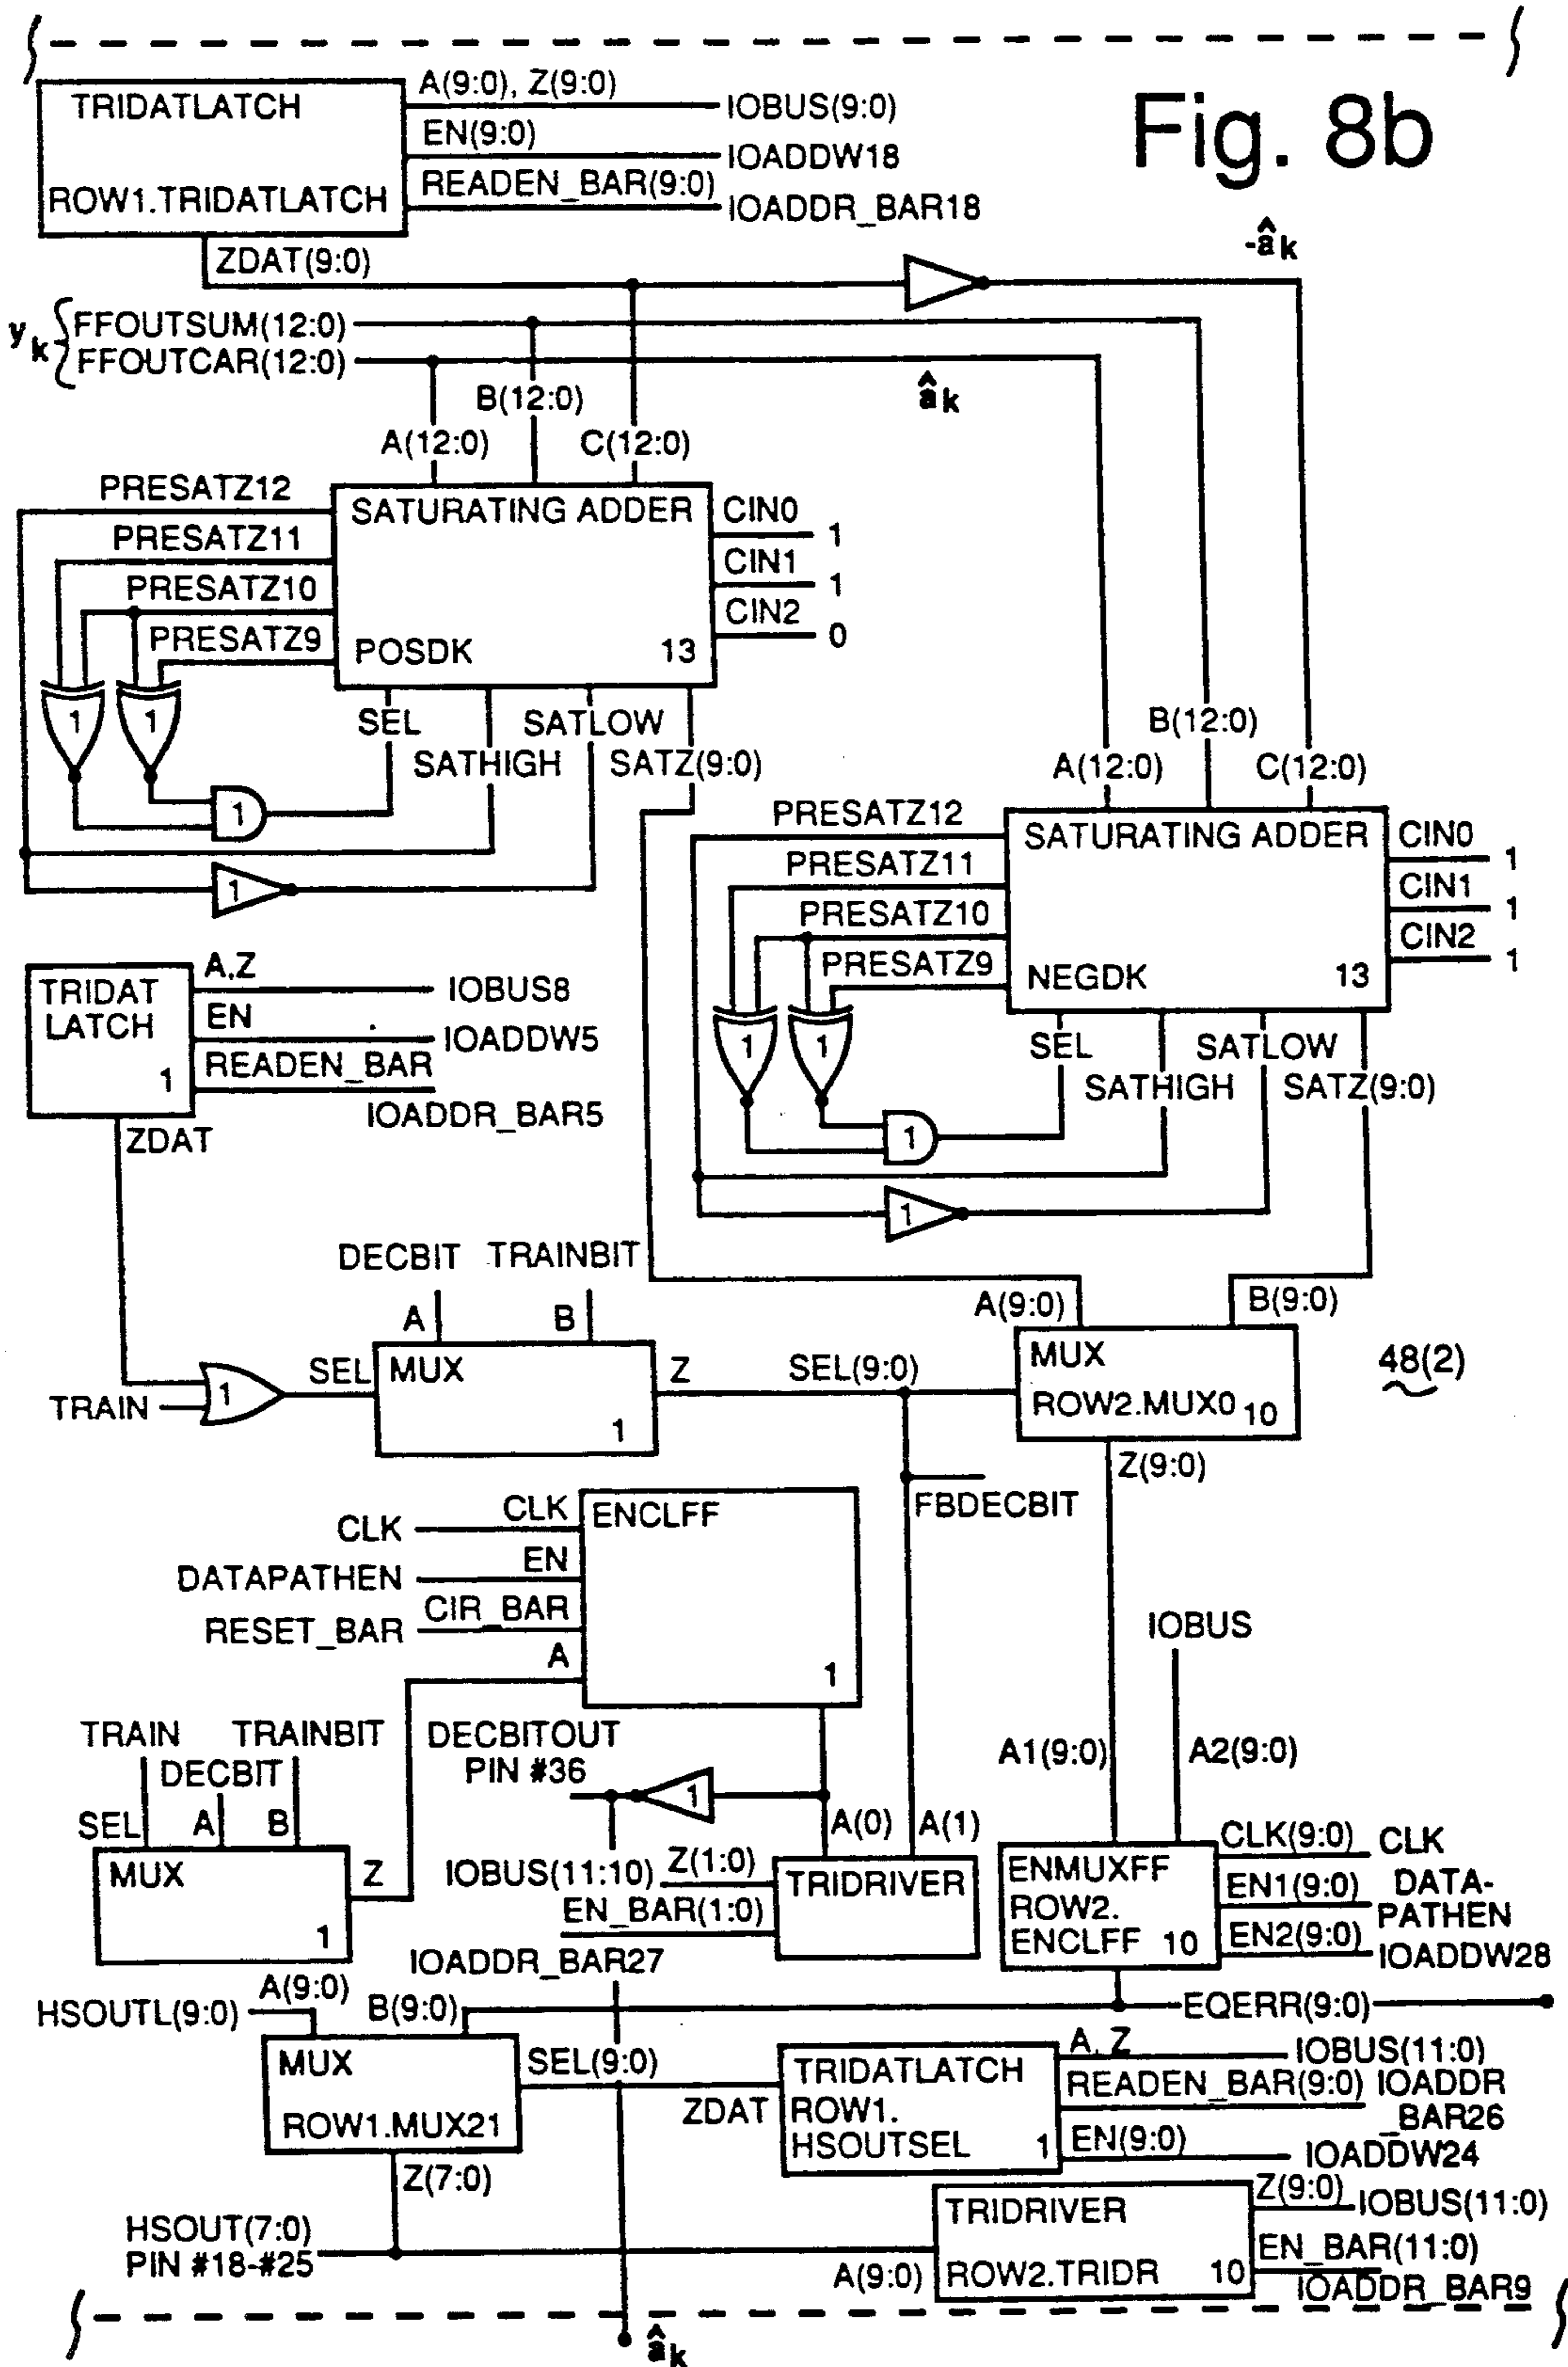 Fig. 8b
TRIDATLATCH
ROW1.TRIDATLATCH
A(9:0), Z(9:0)
IOBUS(9:0)
EN(9:0)
IOADDW18
READEN_BAR(9:0)
IOADDR_BAR18
ZDAT(9:0)
-âk
yk
FFOUTSUM(12:0)
FFOUTCAR(12:0)
âk
B(12:0)
A(12:0)
C(12:0)
PRESATZ12
PRESATZ11
PRESATZ10
PRESATZ9
SATURATING ADDER
POSDK
13
CIN0
1
CIN1
1
CIN2
0
1
1
SEL
SATLOW
SATHIGH
SATZ(9:0)
1
1
B(12:0)
A(12:0)
C(12:0)
PRESATZ12
PRESATZ11
PRESATZ10
PRESATZ9
SATURATING ADDER
NEGDK
13
CIN0
1
CIN1
1
CIN2
1
1
1
SEL
SATLOW
SATHIGH
SATZ(9:0)
1
1
TRIDAT
LATCH
1
A,Z
IOBUS8
EN
IOADDW5
READEN_BAR
IOADDR_BAR5
ZDAT
DECBIT
TRAINBIT
A
B
TRAIN
1
SEL
MUX
1
Z
SEL(9:0)
A(9:0)
B(9:0)
MUX
ROW2.MUX0
10
48(2)
Z(9:0)
FBDECBIT
CLK
CLK
DATAPATHEN
EN
RESET_BAR
CIR_BAR
A
ENCLFF
1
IOBUS
TRAIN
TRAINBIT
DECBIT
SEL
A
B
MUX
1
Z
DECBITOUT
PIN #36
1
A(0)
A(1)
IOBUS(11:10)
Z(1:0)
EN_BAR(1:0)
TRIDRIVER
IOADDR_BAR27
A1(9:0)
A2(9:0)
ENMUXFF
ROW2.
ENCLFF
10
CLK(9:0)
CLK
EN1(9:0)
DATA-
PATHEN
EN2(9:0)
IOADDW28
HSOUTL(9:0)
A(9:0)
B(9:0)
EQERR(9:0)
MUX
ROW1.MUX21
SEL(9:0)
ZDAT
TRIDATLATCH
ROW1.
HSOUTSEL
1
A, Z
IOBUS(11:0)
READEN_BAR(9:0)
IOADDR
_BAR26
EN(9:0)
IOADDW24
Z(7:0)
HSOUT(7:0)
PIN #18-#25
A(9:0)
TRIDRIVER
ROW2.TRIDR
10
Z(9:0)
IOBUS(11:0)
EN_BAR(11:0)
IOADDR_BAR9
âk